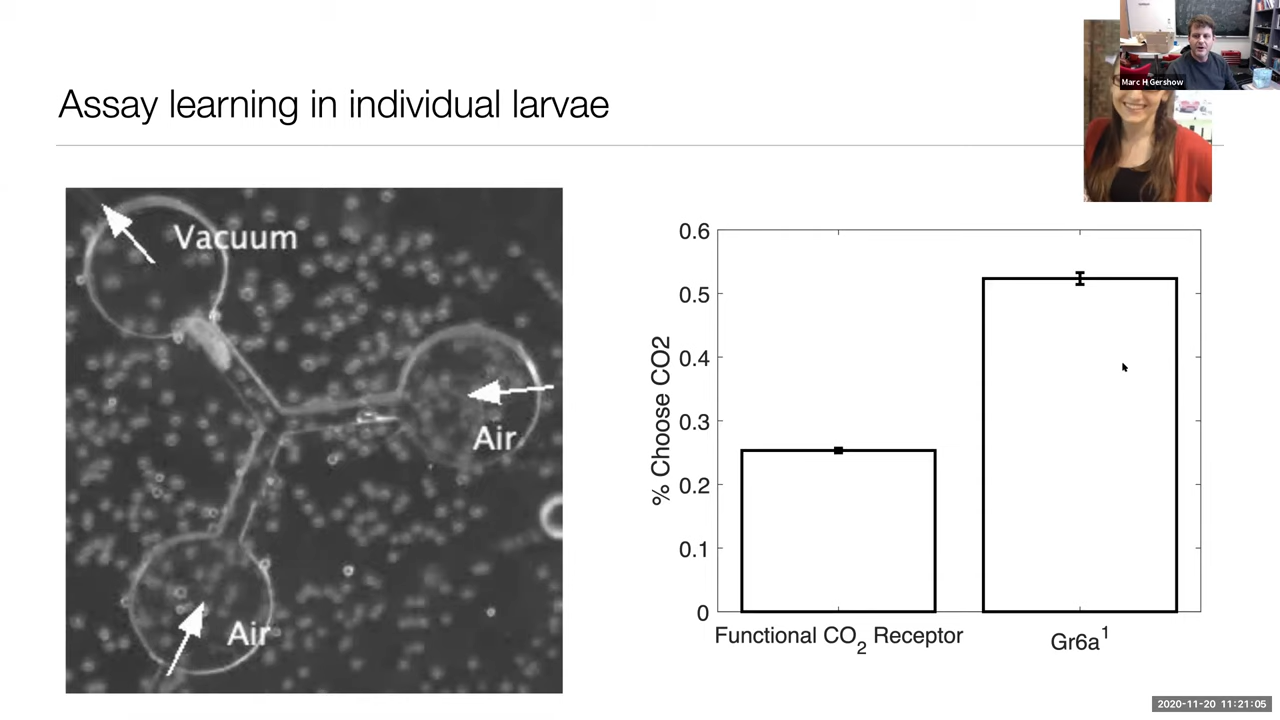 Marc H Gershow
Assay learning in individual larvae
Vacuum
Air
Air
% Choose CO2
0.6
0.5
0.4
0.3
0.2
0.1
0
Functional CO2 Receptor
Gr6a1
2020-11-20 11:21:05